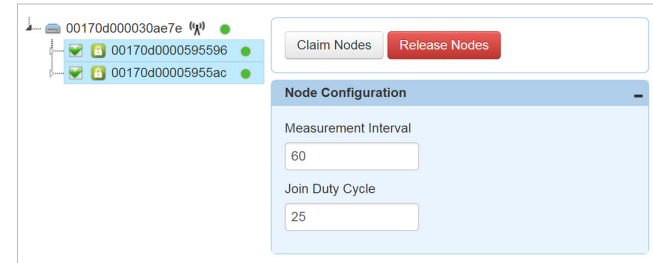 00170d000030ae7e
00170d0000595596
00170d00005955ac
Claim Nodes
Release Nodes
Node Configuration
Measurement Interval
60
Join Duty Cycle
25